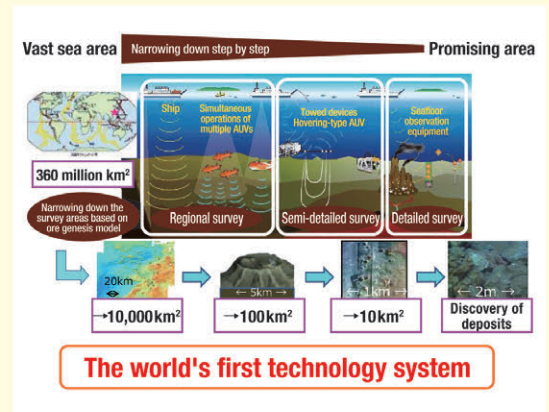 Vast sea area
Narrowing down step by step
Promising area
Ship
Simultaneous
operations of
multiple AUVs
Towed devices
Hovering-type AUV
Seafloor
observation
equipment
360 million km²
Narrowing down the
survey areas based on
ore genesis model
Regional survey
Semi-detailed survey
Detailed survey
20km
5km
1km
2m
→10,000km²
→100km²
→10km²
Discovery of
deposits
The world's first technology system